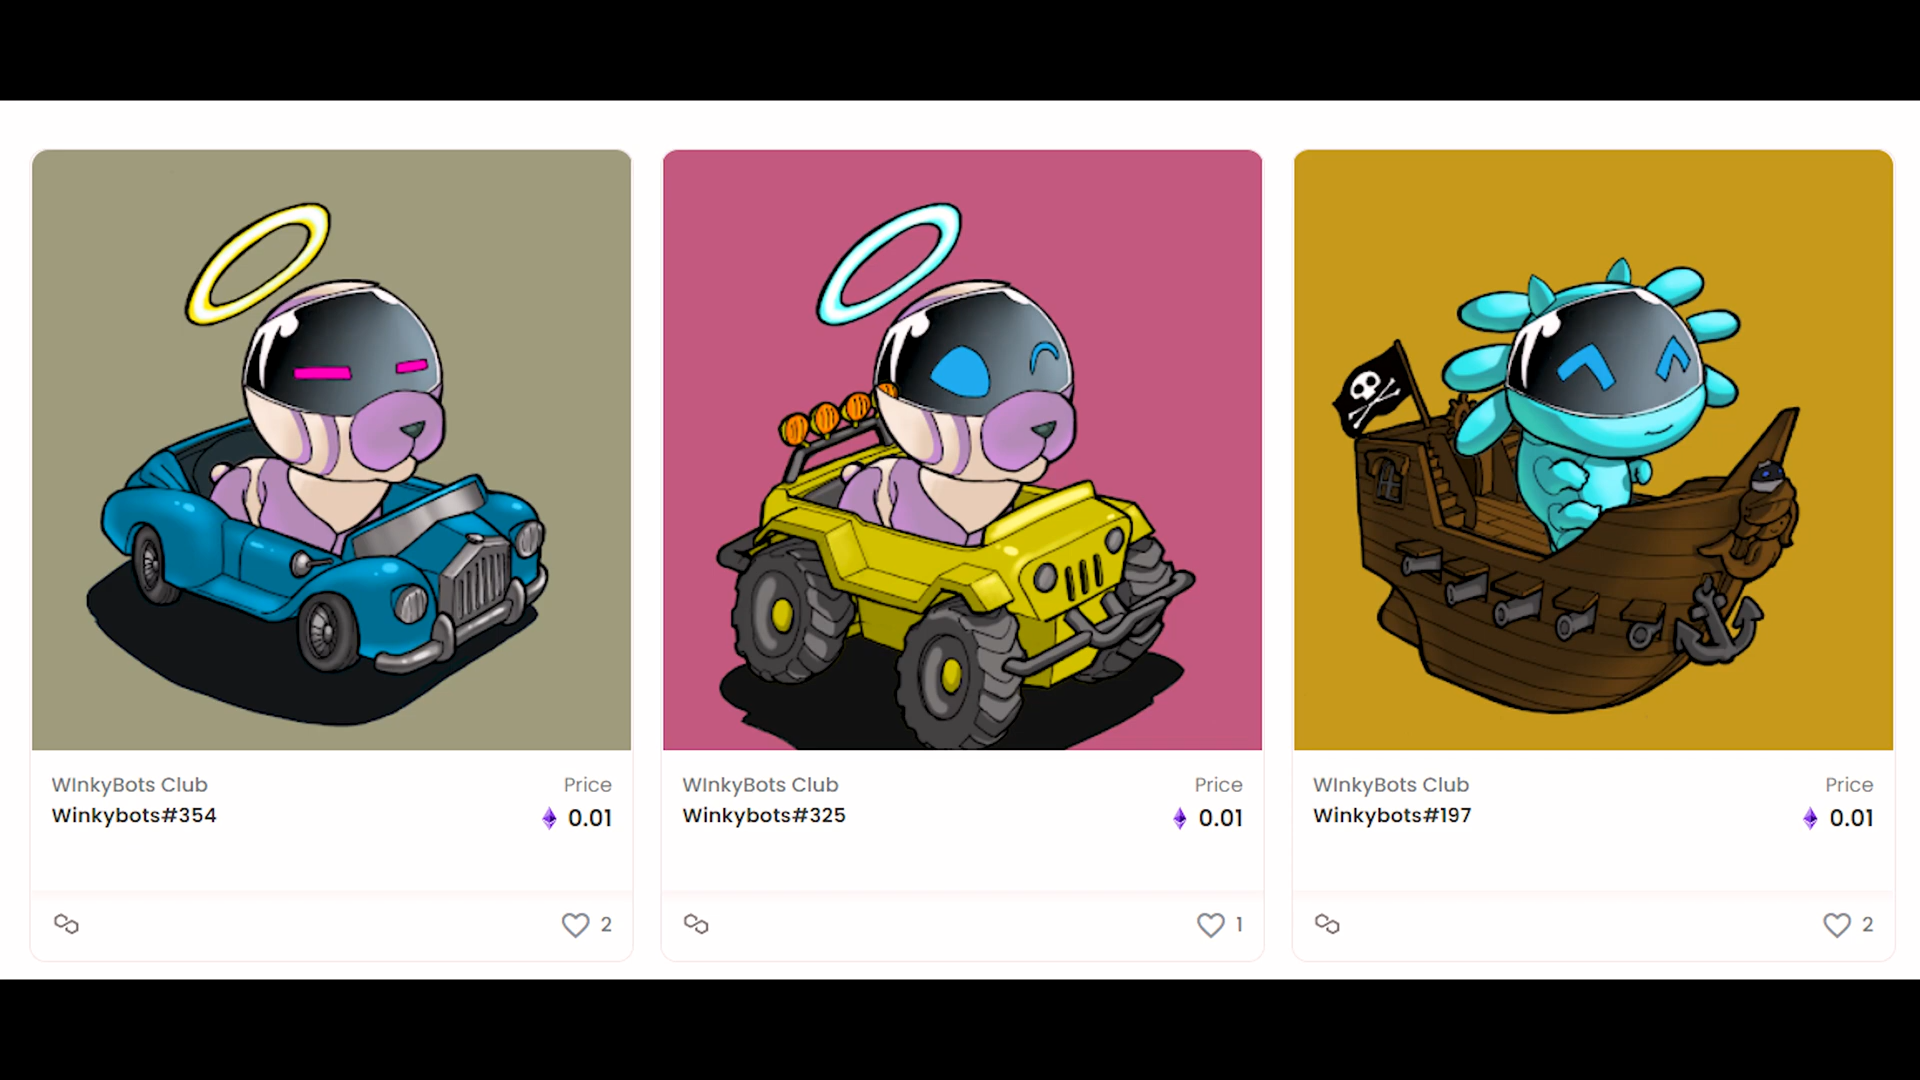 WInkyBots Club Price
Winkybots#354 0.01
2
WInkyBots Club Price
Winkybots#325 0.01
1
WInkyBots Club Price
Winkybots#197 0.01
2